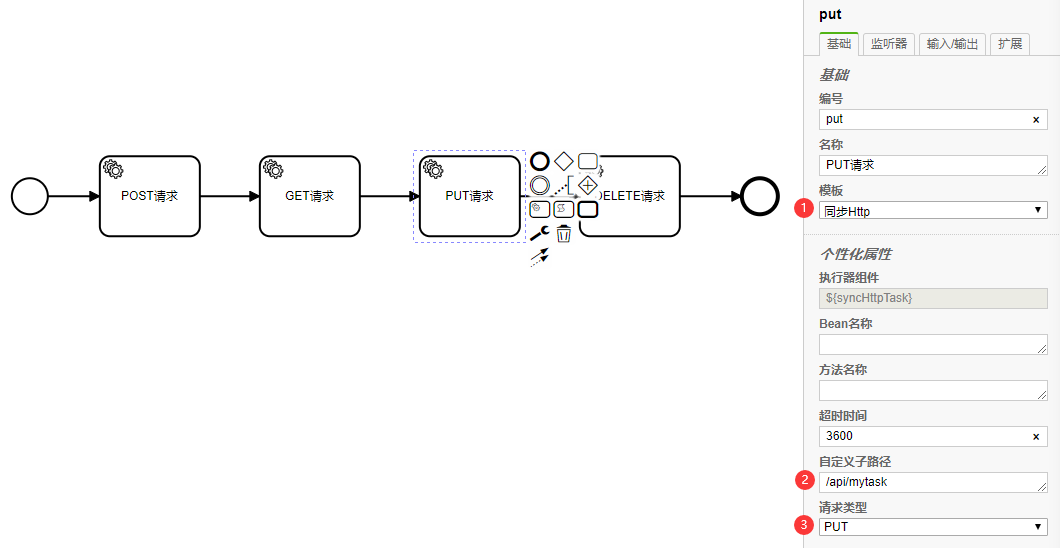 POST请求
GET请求
PUT请求
DELETE请求
put
基础 监听器 输入/输出 扩展
基础
编号
put ×
名称
PUT请求
模板
1 同步Http
个性化属性
执行器组件
${syncHttpTask}
Bean名称
方法名称
超时时间
3600 ×
自定义子路径
2 /api/mytask
请求类型
3 PUT